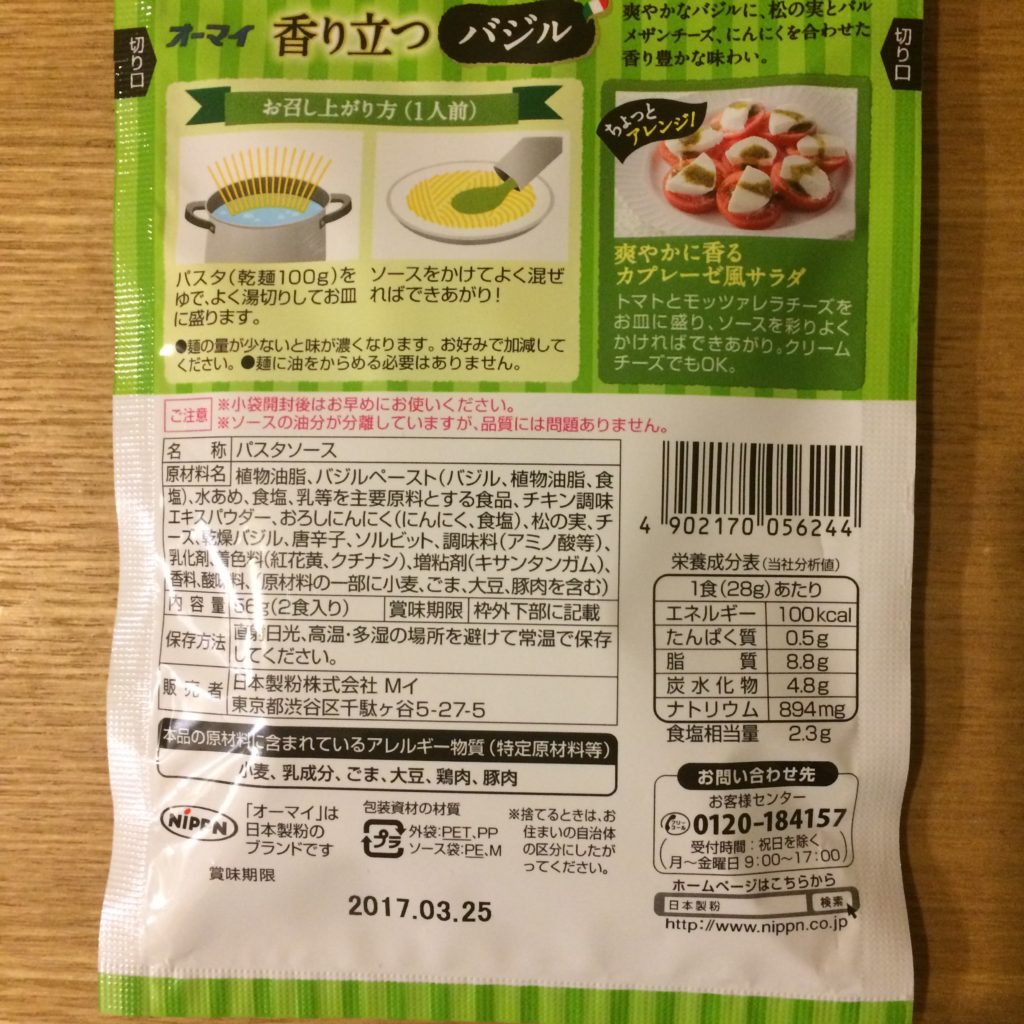 切り口
オーマイ 香り立つ バジル
爽やかなバジルに、松の実とパル
メザンチーズ、にんにくを合わせた
香り豊かな味わい。
切り口
お召し上がり方（1人前）
パスタ（乾麺100g）を
ゆで、よく湯切りしてお皿
に盛ります。
ソースをかけてよく混ぜ
ればできあがり！
●麺の量が少ないと味が濃くなります。お好みで加減して
ください。●麺に油をからめる必要はありません。
ちょっと
アレンジ！
爽やかに香る
カプレーゼ風サラダ
トマトとモッツァレラチーズを
お皿に盛り、ソースを彩りよく
かければできあがり。クリーム
チーズでもOK。
ご注意
※小袋開封後はお早めにお使いください。
※ソースの油分が分離していますが、品質には問題ありません。
名称 パスタソース
原材料名 植物油脂、バジルペースト（バジル、植物油脂、食
塩）、水あめ、食塩、乳等を主要原料とする食品、チキン調味
エキスパウダー、おろしにんにく（にんにく、食塩）、松の実、チー
ズ、乾燥バジル、唐辛子、ソルビット、調味料（アミノ酸等）、
乳化剤、着色料（紅花黄、クチナシ）、増粘剤（キサンタンガム）、
香料、酸味料、（原材料の一部に小麦、ごま、大豆、豚肉を含む）
内容量 56g（2食入り） 賞味期限 枠外下部に記載
保存方法 直射日光、高温・多湿の場所を避けて常温で保存
してください。
販売者 日本製粉株式会社 Mイ
東京都渋谷区千駄ヶ谷5-27-5
本品の原材料に含まれているアレルギー物質（特定原材料等）
小麦、乳成分、ごま、大豆、鶏肉、豚肉
NIPPN
「オーマイ」は
日本製粉の
ブランドです
包装資材の材質
プラ
外袋:PET、PP
ソース袋:PE、M
※捨てるときは、お
住まいの自治体
の区分にしたが
ってください。
賞味期限
2017.03.25
4 902170 056244
栄養成分表（当社分析値）
1食（28g）あたり
エネルギー 100kcal
たんぱく質 0.5g
脂質 8.8g
炭水化物 4.8g
ナトリウム 894mg
食塩相当量 2.3g
お問い合わせ先
お客様センター
フリーコール 0120-184157
受付時間：祝日を除く
月〜金曜日 9:00〜17:00
ホームページはこちらから
日本製粉 検索
http://www.nippn.co.jp